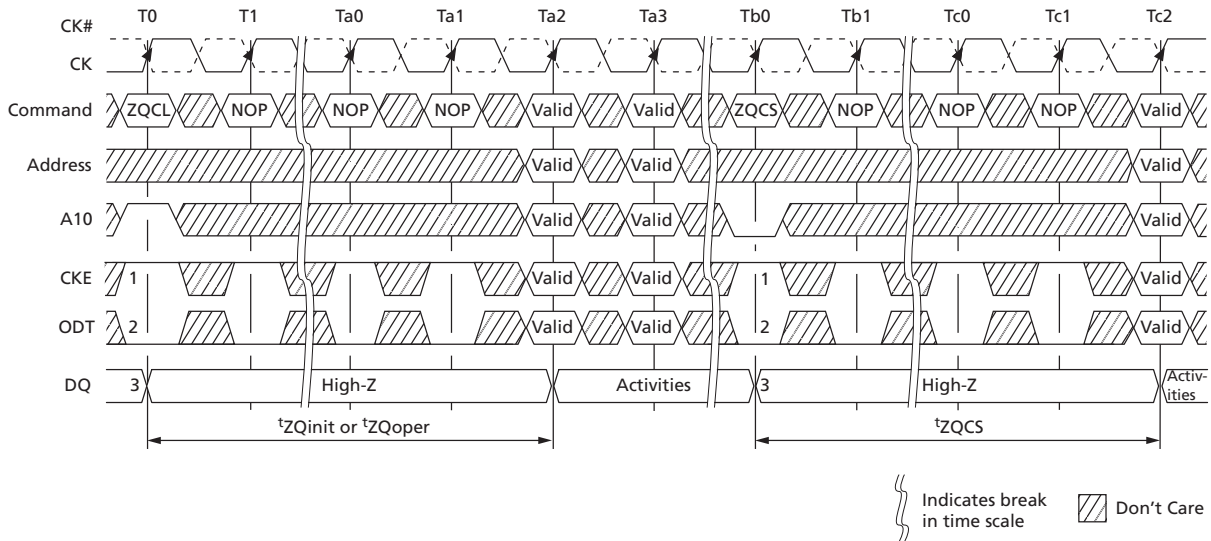 T0 T1 Ta0 Ta1 Ta2 Ta3 Tb0 Tb1 Tc0 Tc1 Tc2
CK#
CK
Command ZQCL NOP NOP NOP Valid Valid ZQCS NOP NOP NOP Valid
Address Valid Valid Valid
A10 Valid Valid Valid
CKE 1 Valid Valid 1 Valid
ODT 2 Valid Valid 2 Valid
DQ 3 High-Z Activities 3 High-Z Activ-
ities
tZQinit or tZQoper tZQCS
Indicates break
in time scale
Don't Care